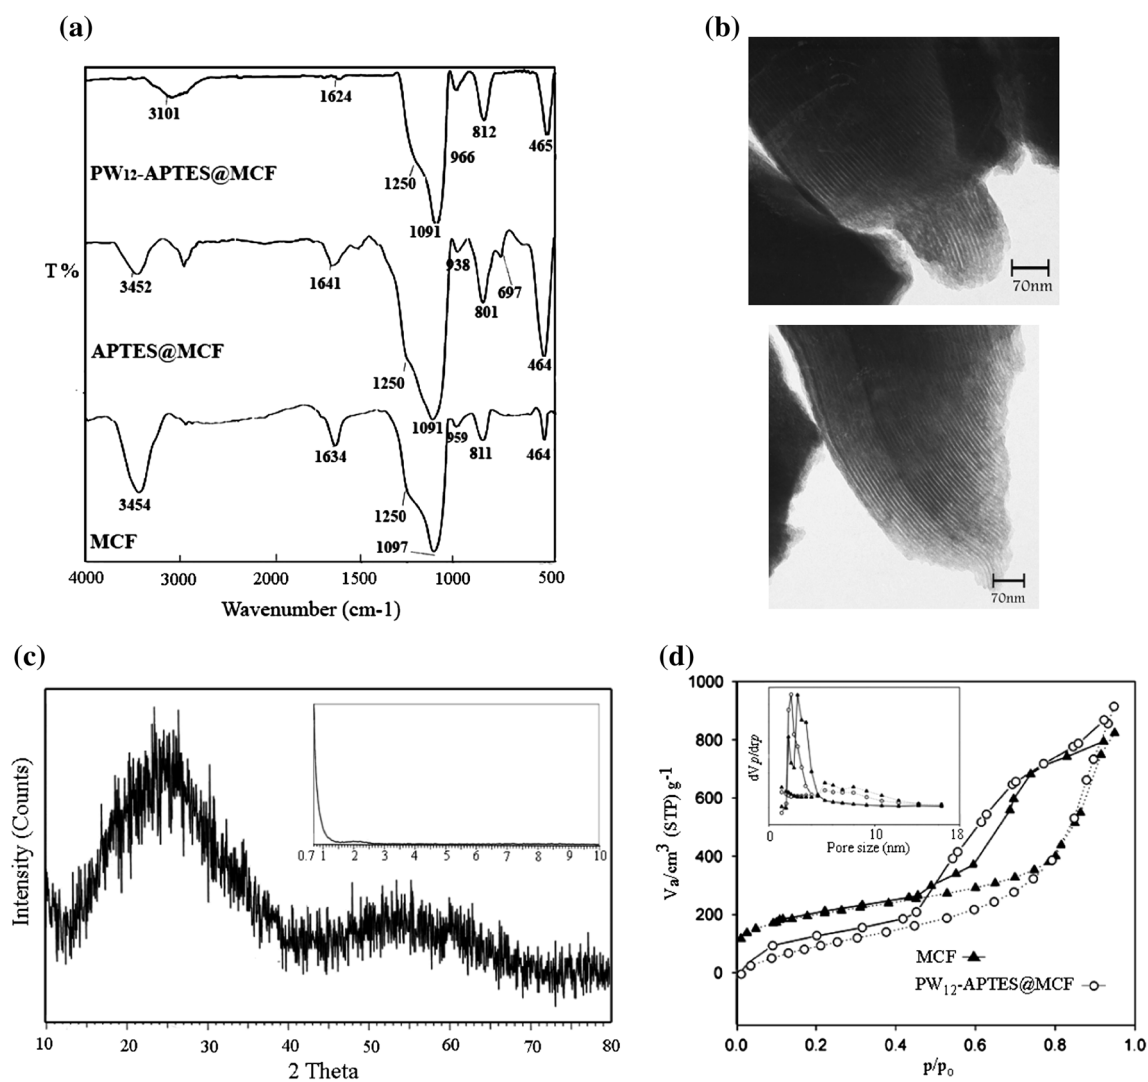 (a)
3101
1624
1250
1091
966
812
465
PW12-APTES@MCF
T%
3452
1641
1250
1091
938
801
697
464
APTES@MCF
3454
1634
1250
1097
959
811
464
MCF
4000 3000 2000 1500 1000 500
Wavenumber (cm-1)
(b)
70nm
70nm
(c)
Intensity (Counts)
0.7 1 2 3 4 5 6 7 8 9 10
10 20 30 40 50 60 70 80
2 Theta
(d)
Va/cm3 (STP) g-1
1000
800
600
400
200
0
dVp/drp
0 10 18
Pore size (nm)
MCF
PW12-APTES@MCF
0.0 0.2 0.4 0.6 0.8 1.0
p/p0